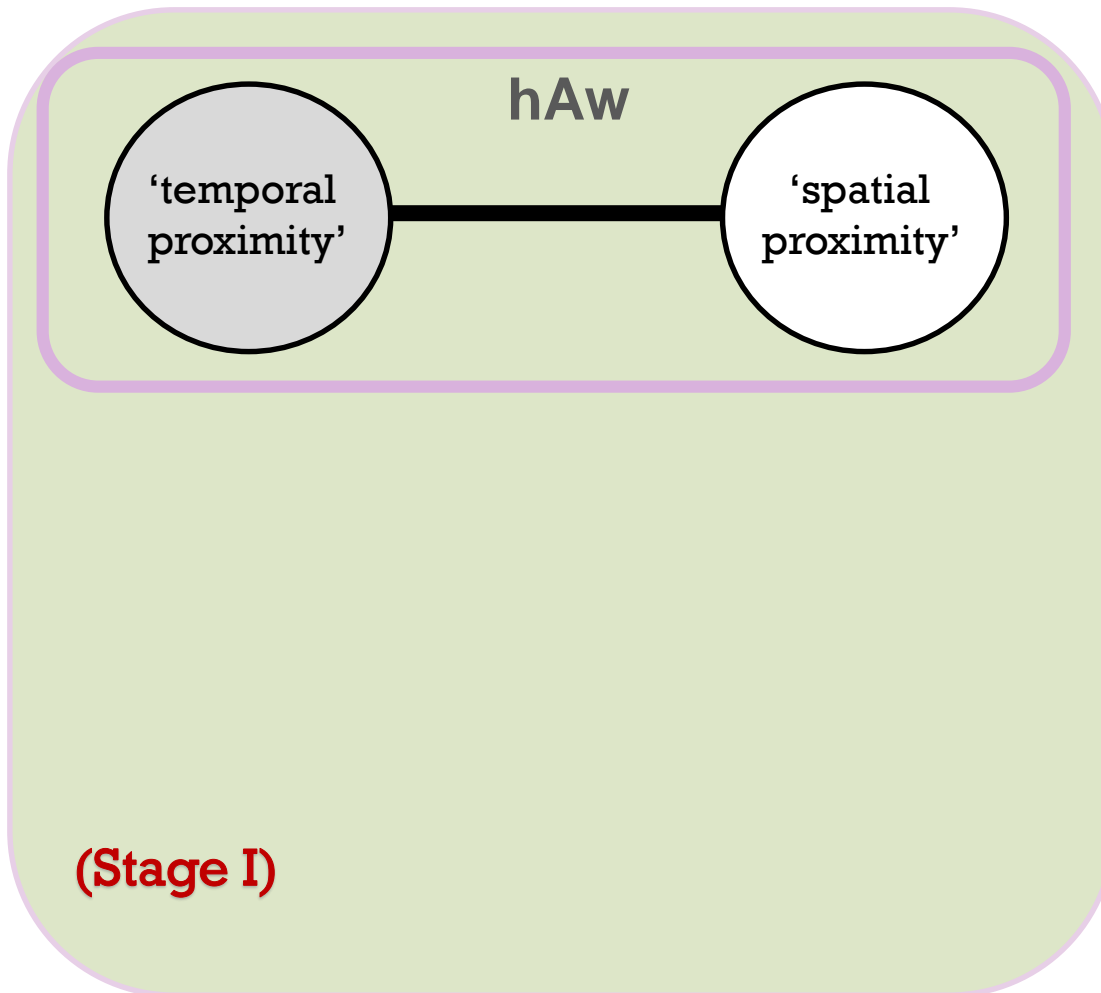 hAw
‘temporal
proximity’
‘spatial
proximity’
(Stage I)